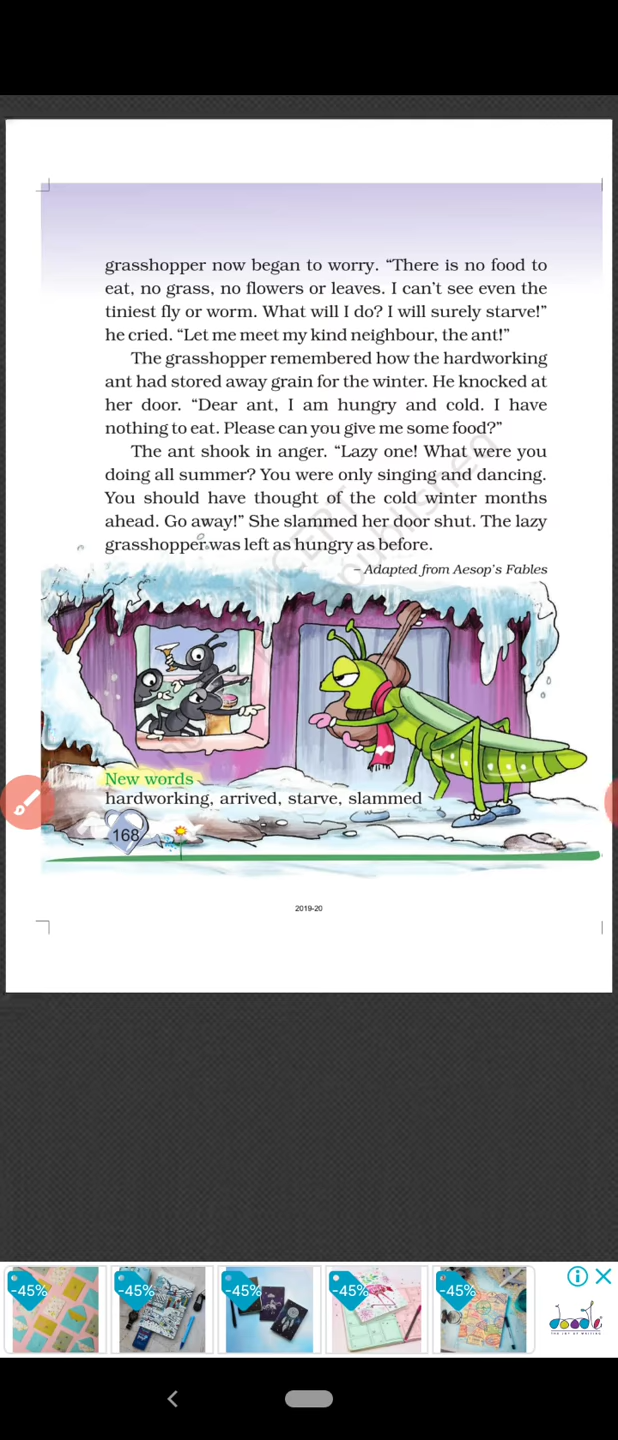 grasshopper now began to worry. “There is no food to
eat, no grass, no flowers or leaves. I can’t see even the
tiniest fly or worm. What will I do? I will surely starve!”
he cried. “Let me meet my kind neighbour, the ant!”
The grasshopper remembered how the hardworking
ant had stored away grain for the winter. He knocked at
her door. “Dear ant, I am hungry and cold. I have
nothing to eat. Please can you give me some food?”
The ant shook in anger. “Lazy one! What were you
doing all summer? You were only singing and dancing.
You should have thought of the cold winter months
ahead. Go away!” She slammed her door shut. The lazy
grasshopper was left as hungry as before.
– Adapted from Aesop’s Fables
New words
hardworking, arrived, starve, slammed
168
2019-20
-45%
-45%
-45%
-45%
-45%
THE JOY OF WRITING